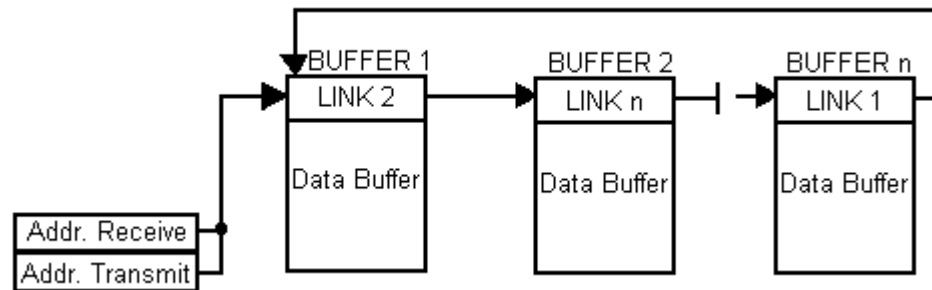 BUFFER 1 BUFFER 2 BUFFER n
LINK 2 LINK n LINK 1
Data Buffer Data Buffer Data Buffer
Addr. Receive
Addr. Transmit